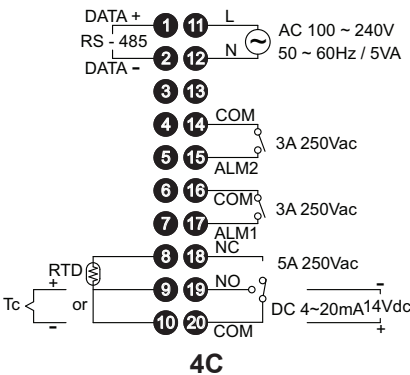 DATA + 1 11 L AC 100 ~ 240V
RS - 485 50 ~ 60Hz / 5VA
DATA - 2 12 N
3 13
4 14 COM
3A 250Vac
5 15 ALM2
6 16 COM
3A 250Vac
7 17 ALM1
8 18 NC
RTD 5A 250Vac
+ 9 19 NO -
Tc or DC 4~20mA 14Vdc
- 10 20 COM +
4C